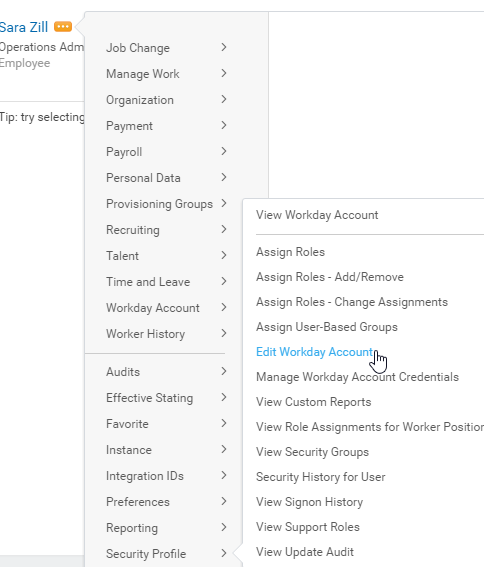 Sara Zill
Operations Adm
Employee
Tip: try selecting
Job Change
Manage Work
Organization
Payment
Payroll
Personal Data
Provisioning Groups
Recruiting
Talent
Time and Leave
Workday Account
Worker History
Audits
Effective Stating
Favorite
Instance
Integration IDs
Preferences
Reporting
Security Profile
View Workday Account
Assign Roles
Assign Roles - Add/Remove
Assign Roles - Change Assignments
Assign User-Based Groups
Edit Workday Account
Manage Workday Account Credentials
View Custom Reports
View Role Assignments for Worker Position
View Security Groups
Security History for User
View Signon History
View Support Roles
View Update Audit